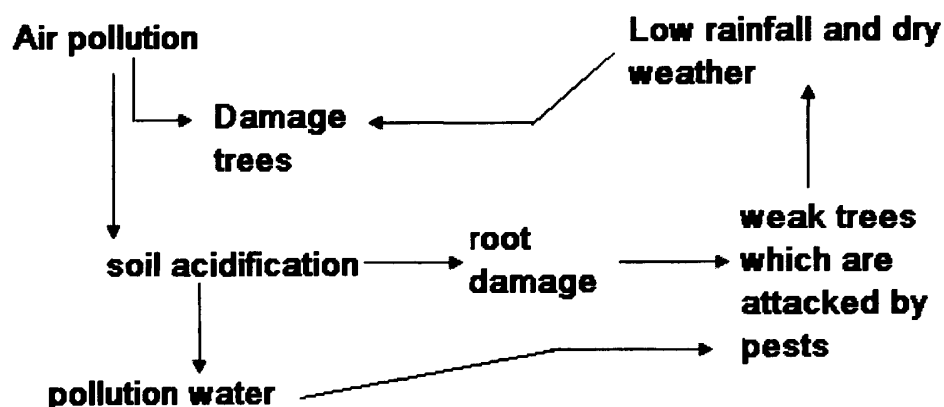 Air pollution
Low rainfall and dry
weather
Damage
trees
soil acidification
root
damage
weak trees
which are
attacked by
pests
pollution water